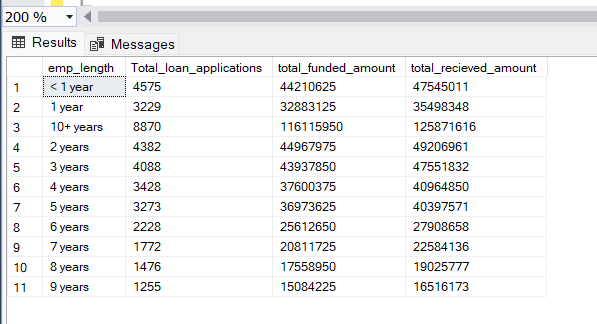 200 %
Results Messages
emp_length Total_loan_applications total_funded_amount total_recieved_amount
1 < 1 year 4575 44210625 47545011
2 1 year 3229 32883125 35498348
3 10+ years 8870 116115950 125871616
4 2 years 4382 44967975 49206961
5 3 years 4088 43937850 47551832
6 4 years 3428 37600375 40964850
7 5 years 3273 36973625 40397571
8 6 years 2228 25612650 27908658
9 7 years 1772 20811725 22584136
10 8 years 1476 17558950 19025777
11 9 years 1255 15084225 16516173